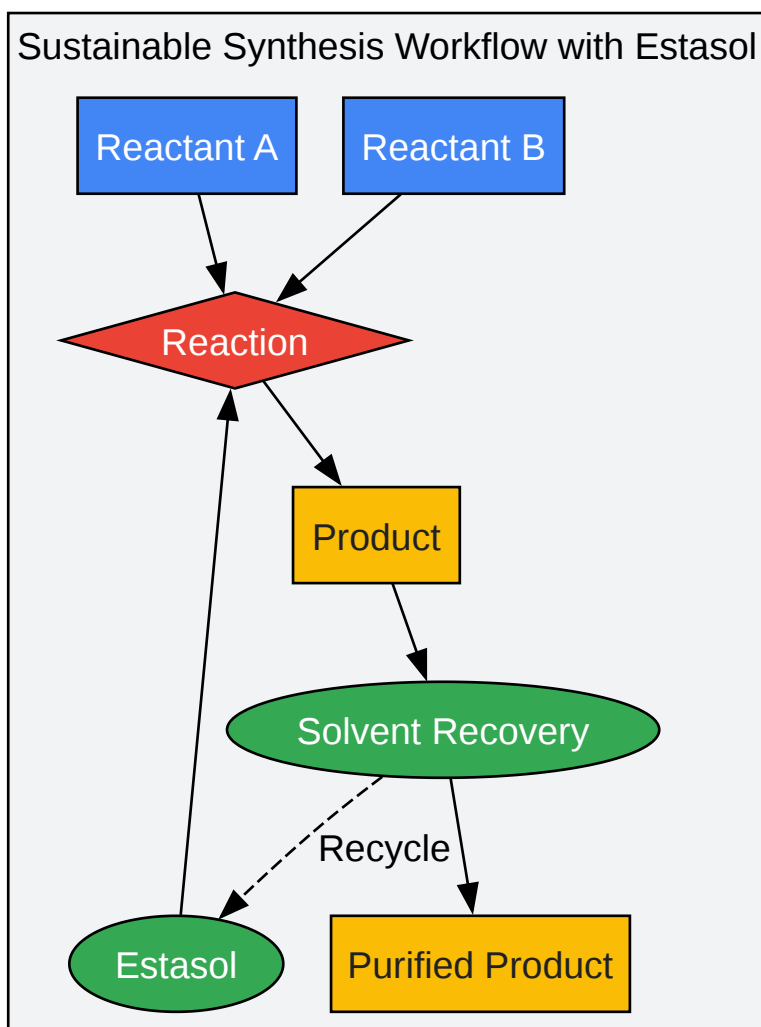 Sustainable Synthesis Workflow with Estasol
Reactant A
Reactant B
Reaction
Product
Solvent Recovery
Recycle
Estasol
Purified Product